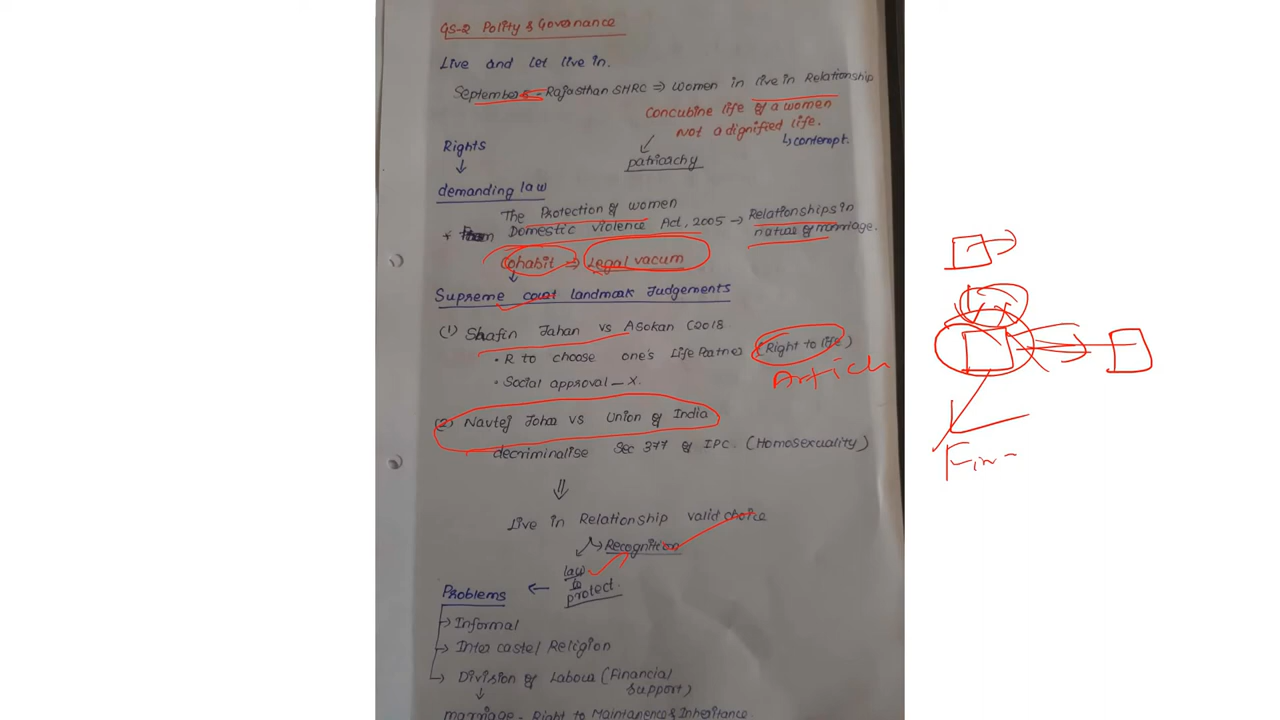 GS-2 Polity & Governance
Live and let live in.
September - Rajasthan SHRC ⇒ Women in live in Relationship
Concubine life of a women
not a dignified life.
↳ contempt.
patriarchy
Rights
↓
demanding law
The Protection of women
* Domestic violence Act, 2005 → Relationships in
nature of marriage.
Cohabit ⇒ Legal vacum
Supreme court landmark Judgements
(1) Shafin Jahan vs Asokan (2018
• R to choose one's Life Patner (Right to life)
Article
• Social approval — X.
(2) Navtej Johar vs Union of India
decriminalise Sec 377 of IPC. (Homosexuality)
⇓
Live in Relationship valid choice
→ Recognition
law
to
protect.
Problems ←
→ Informal
→ Inter caste/ Religion
→ Division of Labour (Financial
support)
↓
marriage - Right to Maintanence & Inheritance